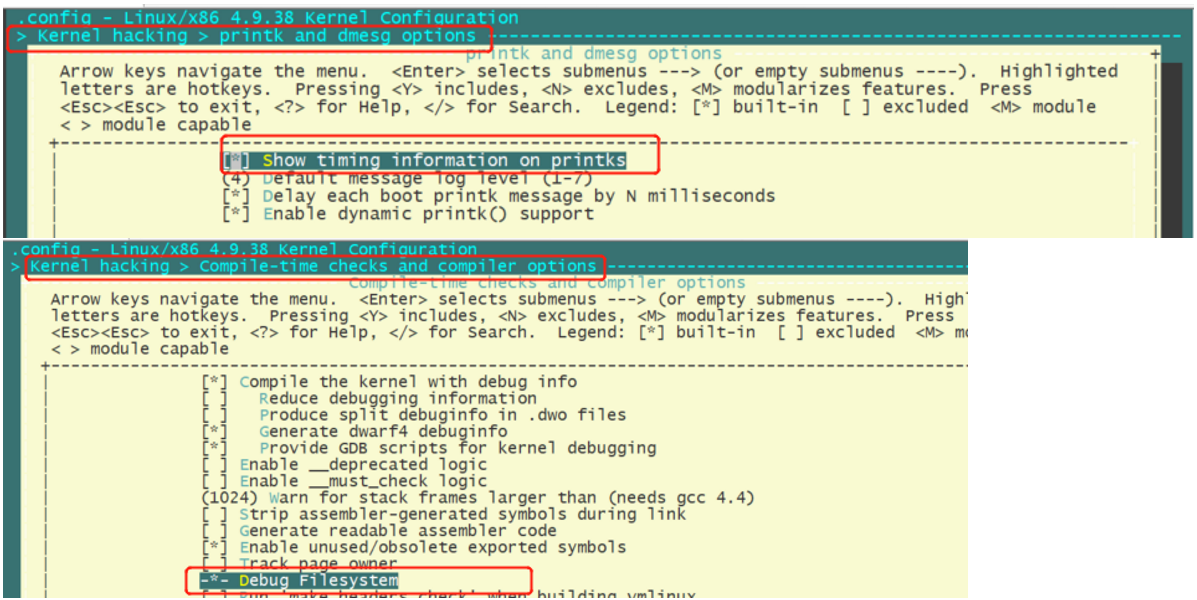 .config - Linux/x86 4.9.38 Kernel Configuration
> Kernel hacking > printk and dmesg options
printk and dmesg options
Arrow keys navigate the menu. <Enter> selects submenus ---> (or empty submenus ----). Highlighted
letters are hotkeys. Pressing <Y> includes, <N> excludes, <M> modularizes features. Press
<Esc><Esc> to exit, <?> for Help, </> for Search. Legend: [*] built-in [ ] excluded <M> module
< > module capable
[*] Show timing information on printks
(4) Default message log level (1-7)
[*] Delay each boot printk message by N milliseconds
[*] Enable dynamic printk() support
.config - Linux/x86 4.9.38 Kernel Configuration
> Kernel hacking > Compile-time checks and compiler options
Compile-time checks and compiler options
Arrow keys navigate the menu. <Enter> selects submenus ---> (or empty submenus ----). High
letters are hotkeys. Pressing <Y> includes, <N> excludes, <M> modularizes features. Press
<Esc><Esc> to exit, <?> for Help, </> for Search. Legend: [*] built-in [ ] excluded <M> mo
< > module capable
[*] Compile the kernel with debug info
[ ] Reduce debugging information
[ ] Produce split debuginfo in .dwo files
[*] Generate dwarf4 debuginfo
[*] Provide GDB scripts for kernel debugging
[ ] Enable __deprecated logic
[ ] Enable __must_check logic
(1024) Warn for stack frames larger than (needs gcc 4.4)
[ ] Strip assembler-generated symbols during link
[ ] Generate readable assembler code
[*] Enable unused/obsolete exported symbols
[ ] Track page owner
-*- Debug Filesystem
[ ] Run 'make headers_check' when building vmlinux